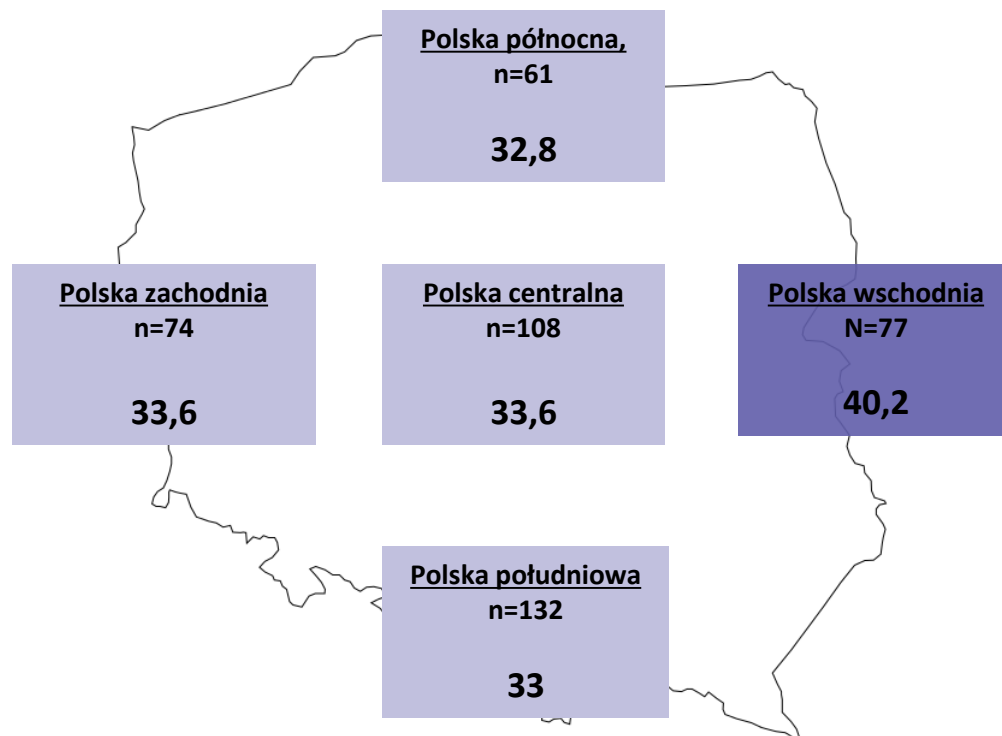 Polska północna,
n=61
32,8
Polska zachodnia
n=74
33,6
Polska centralna
n=108
33,6
Polska wschodnia
N=77
40,2
Polska południowa
n=132
33